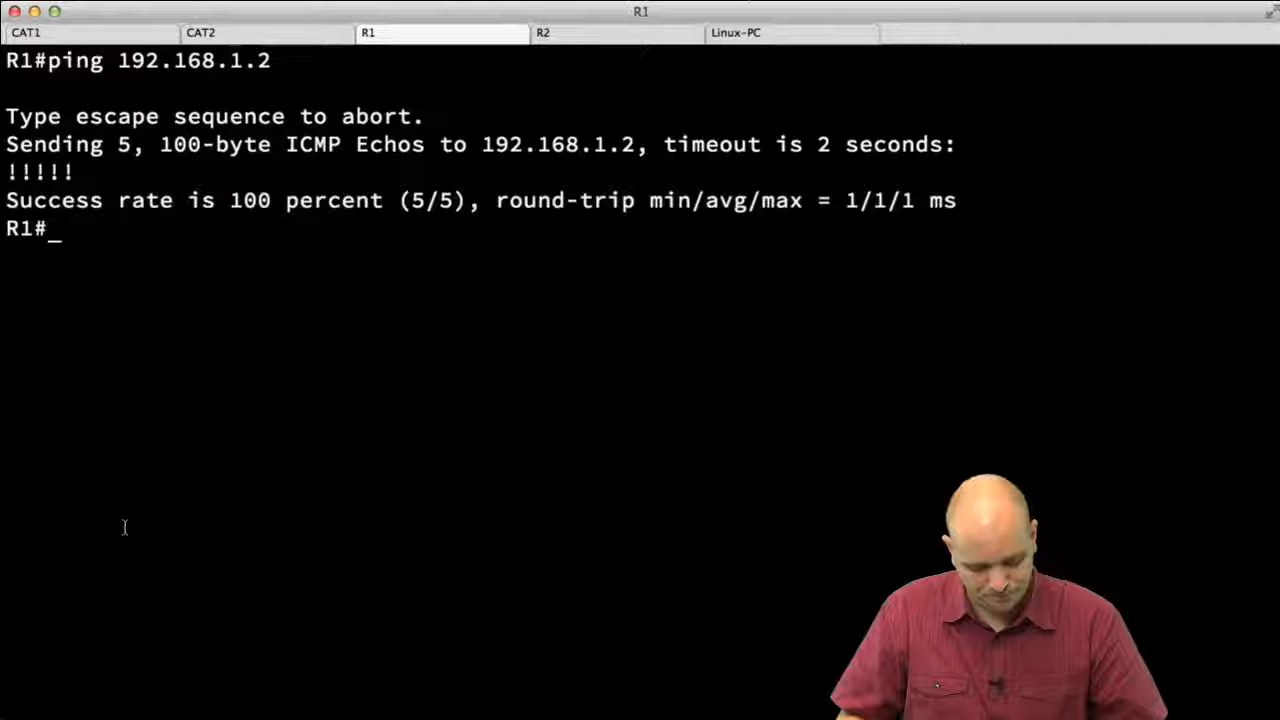 R1
CAT1
CAT2
R1
R2
Linux-PC
R1#ping 192.168.1.2
Type escape sequence to abort.
Sending 5, 100-byte ICMP Echos to 192.168.1.2, timeout is 2 seconds:
!!!!!
Success rate is 100 percent (5/5), round-trip min/avg/max = 1/1/1 ms
R1#_